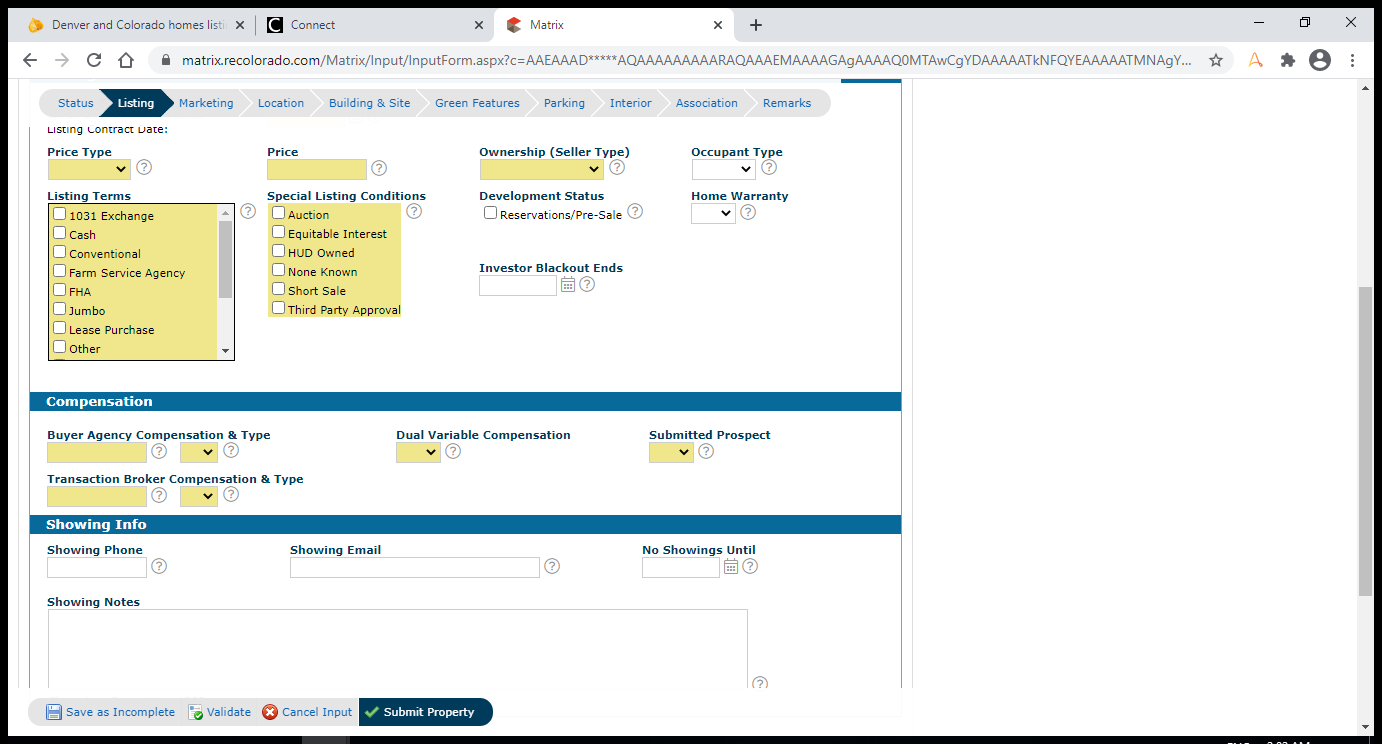 Denver and Colorado homes listi
Connect
Matrix
matrix.recolorado.com/Matrix/Input/InputForm.aspx?c=AAEAAAD*****AQAAAAAAAAARAQAAAEMAAAAGAgAAAAQ0MTAwCgYDAAAAATkNFQYEAAAAATMNAgY...
Status Listing Marketing Location Building & Site Green Features Parking Interior Association Remarks
Listing Contract Date:
Price Type Price Ownership (Seller Type) Occupant Type
Listing Terms Special Listing Conditions Development Status Home Warranty
1031 Exchange Auction Reservations/Pre-Sale
Cash Equitable Interest
Conventional HUD Owned
Farm Service Agency None Known Investor Blackout Ends
FHA Short Sale
Jumbo Third Party Approval
Lease Purchase
Other
Compensation
Buyer Agency Compensation & Type Dual Variable Compensation Submitted Prospect
Transaction Broker Compensation & Type
Showing Info
Showing Phone Showing Email No Showings Until
Showing Notes
Save as Incomplete Validate Cancel Input Submit Property